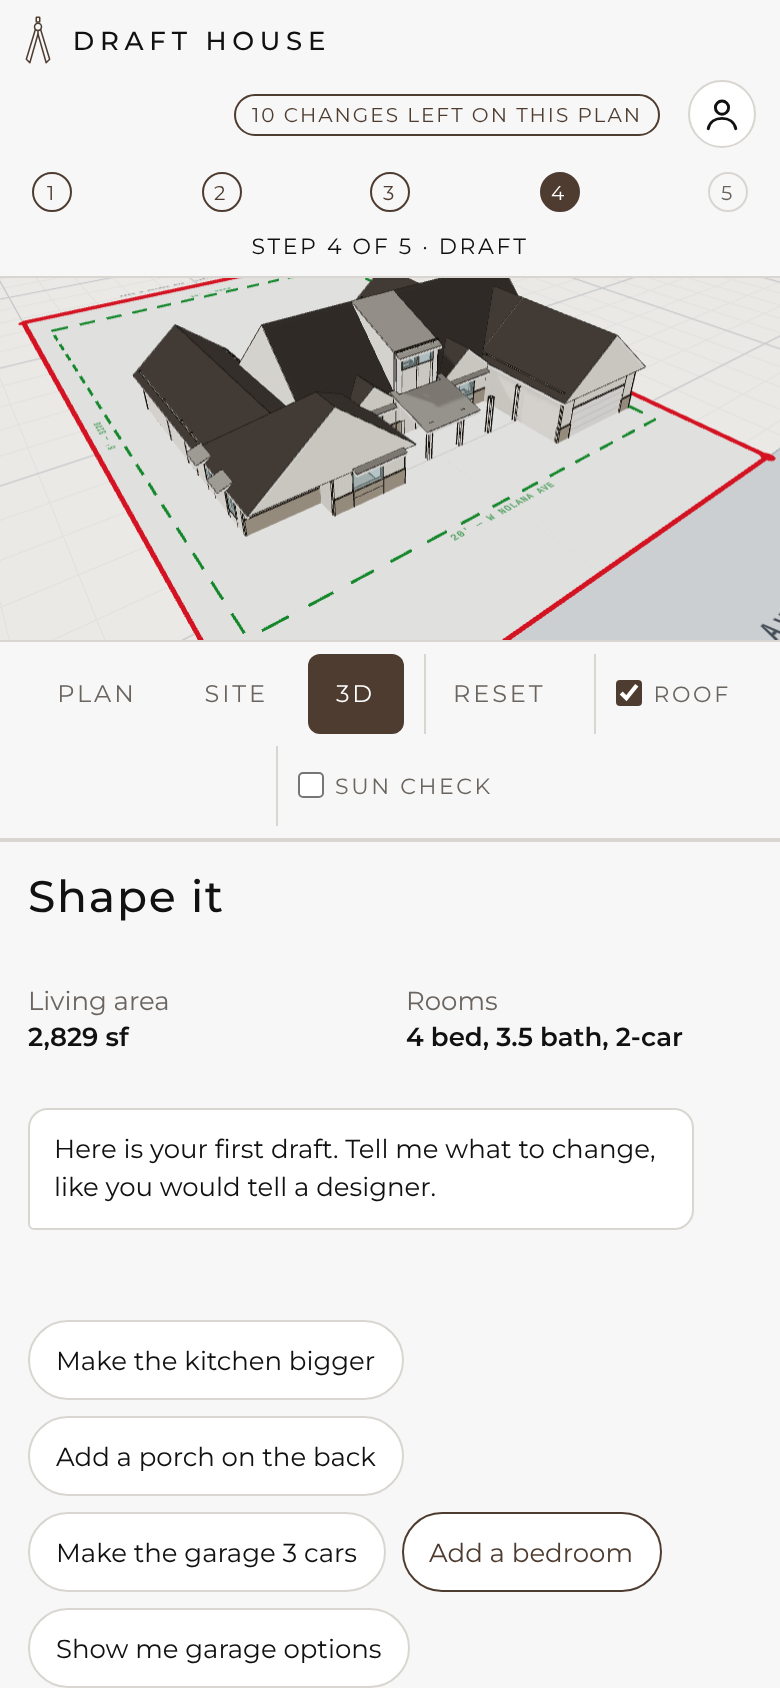 DRAFT HOUSE
10 CHANGES LEFT ON THIS PLAN
1 2 3 4 5
STEP 4 OF 5 · DRAFT
20' — W NOLANA AVE
PLAN SITE 3D RESET ROOF
SUN CHECK
Shape it
Living area Rooms
2,829 sf 4 bed, 3.5 bath, 2-car
Here is your first draft. Tell me what to change,
like you would tell a designer.
Make the kitchen bigger
Add a porch on the back
Make the garage 3 cars Add a bedroom
Show me garage options